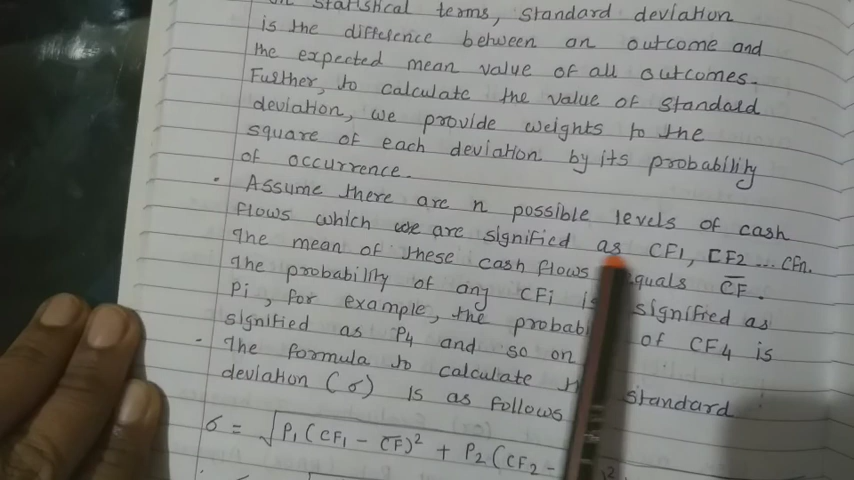 statistical terms, standard deviation
is the difference between an outcome and
the expected mean value of all outcomes.
Further, to calculate the value of standard
deviation, we provide weights to the
square of each deviation by its probability
of occurrence.
• Assume there are n possible levels of cash
flows which we are signified as CF1, CF2 ... CFn.
The mean of these cash flows equals C̅F̅.
The probability of any CFi is signified as
Pi, for example, the of CF4 is
signified as P4 and so on
- The formula to calculate standard
deviation (σ) is as follows
σ = √P₁(CF₁ - C̅F̅)² + P₂(CF₂ -